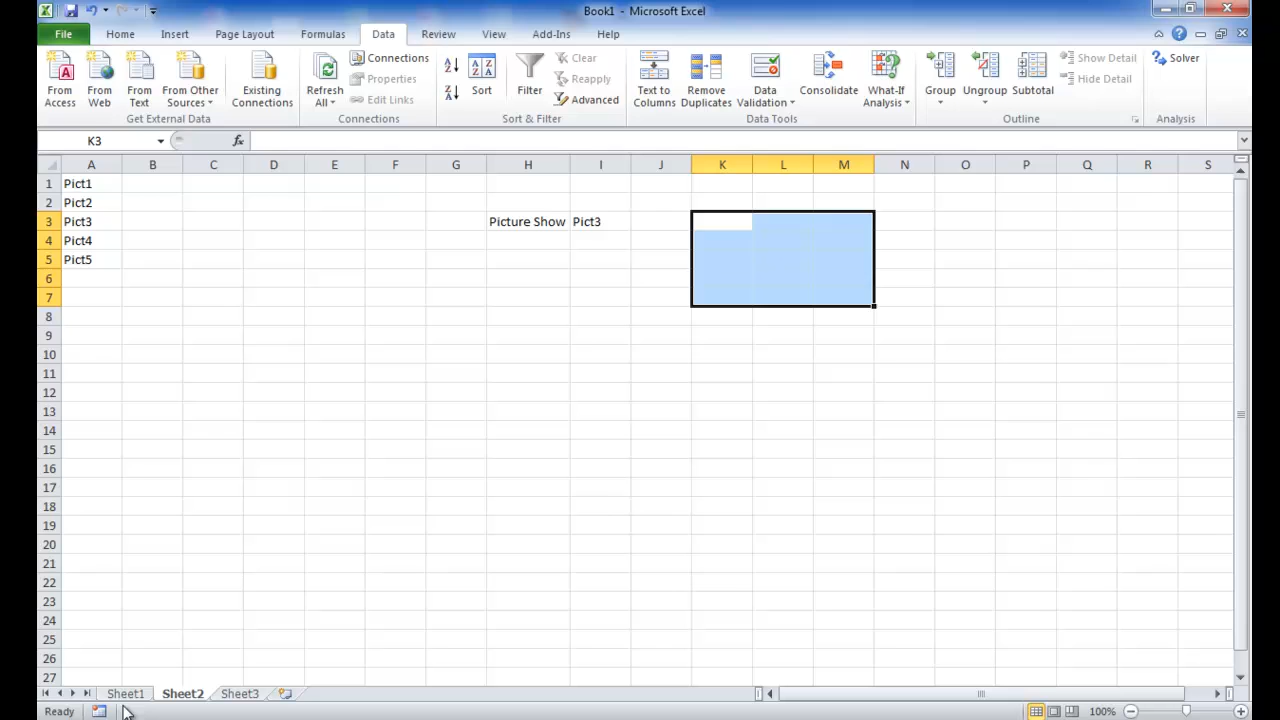 Book1 - Microsoft Excel
File Home Insert Page Layout Formulas Data Review View Add-Ins Help
From Access
From Web
From Text
From Other Sources
Existing Connections
Get External Data
Refresh All
Connections
Properties
Edit Links
Connections
Sort
Filter
Clear
Reapply
Advanced
Sort & Filter
Text to Columns
Remove Duplicates
Data Validation
Consolidate
What-If Analysis
Data Tools
Group
Ungroup
Subtotal
Show Detail
Hide Detail
Outline
Solver
Analysis
K3 fx
A B C D E F G H I J K L M N O P Q R S
1 Pict1
2 Pict2
3 Pict3 Picture Show Pict3
4 Pict4
5 Pict5
6
7
8
9
10
11
12
13
14
15
16
17
18
19
20
21
22
23
24
25
26
27
Sheet1 Sheet2 Sheet3
Ready 100%